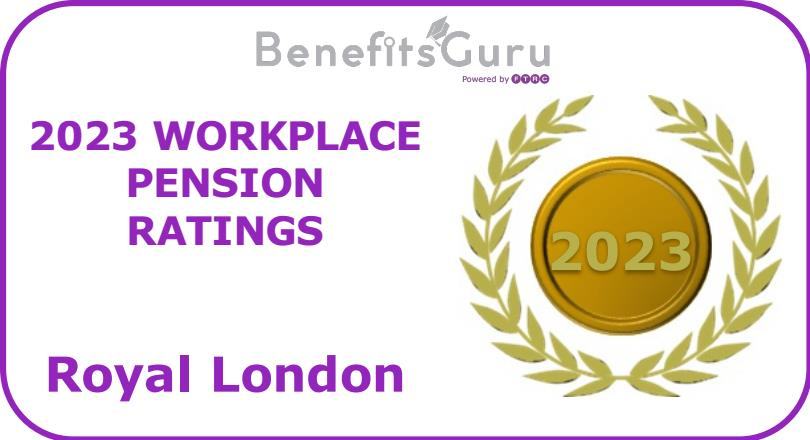 BenefitsGuru
Powered by FTRC
2023 WORKPLACE
PENSION
RATINGS
2023
Royal London